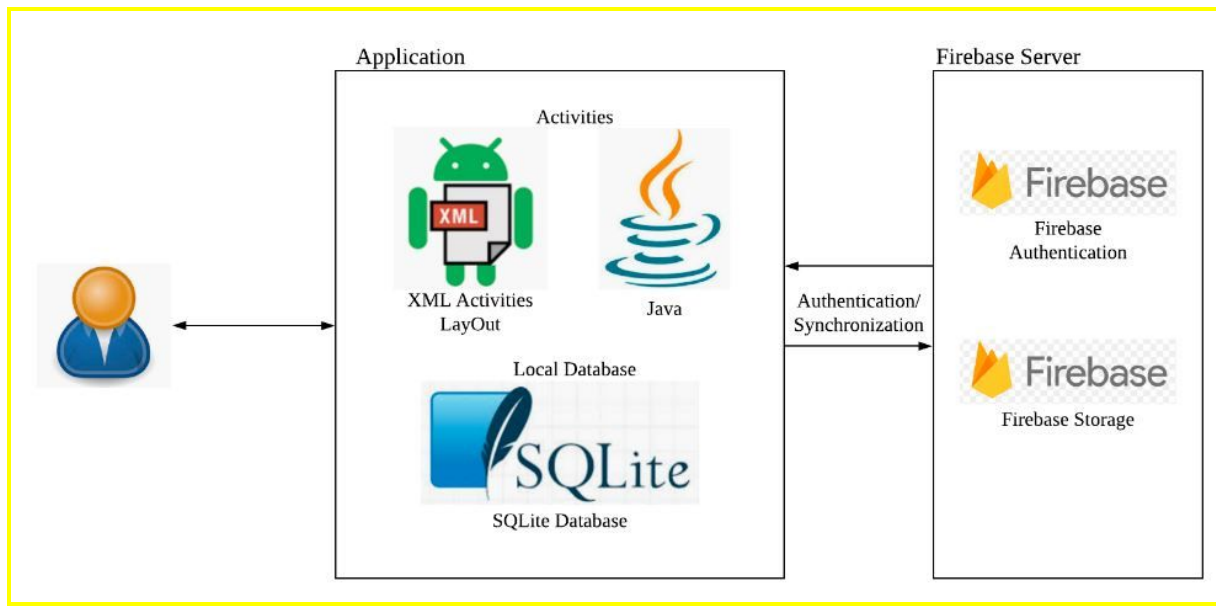 Application
Firebase Server
Activities
XML
XML Activities
LayOut
Java
Local Database
SQLite
SQLite Database
Authentication/
Synchronization
Firebase
Firebase
Authentication
Firebase
Firebase Storage